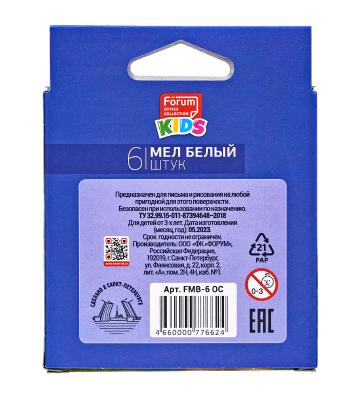 Forum
OFFICE
COLLECTION
KIDS
6 МЕЛ БЕЛЫЙ
ШТУК
Предназначен для письма и рисования на любой
пригодной для этого поверхности.
Безопасен при использовании по назначению.
ТУ 32.99.15-011-87394648-2018
Для детей от 3-х лет. Дата изготовления
(месяц, год): 05.2023.
Срок годности не ограничен.
Производитель: ООО «ФК «ФОРУМ»,
Российская Федерация,
192019, г. Санкт-Петербург,
ул. Фаянсовая, д. 22, корп. 2,
лит. «А», пом. 2Н, 4Н, каб. №1.
21
PAP
0-3
СДЕЛАНО В САНКТ-ПЕТЕРБУРГЕ
Арт. FMB-6 ОС
4 660000 776624
EAC